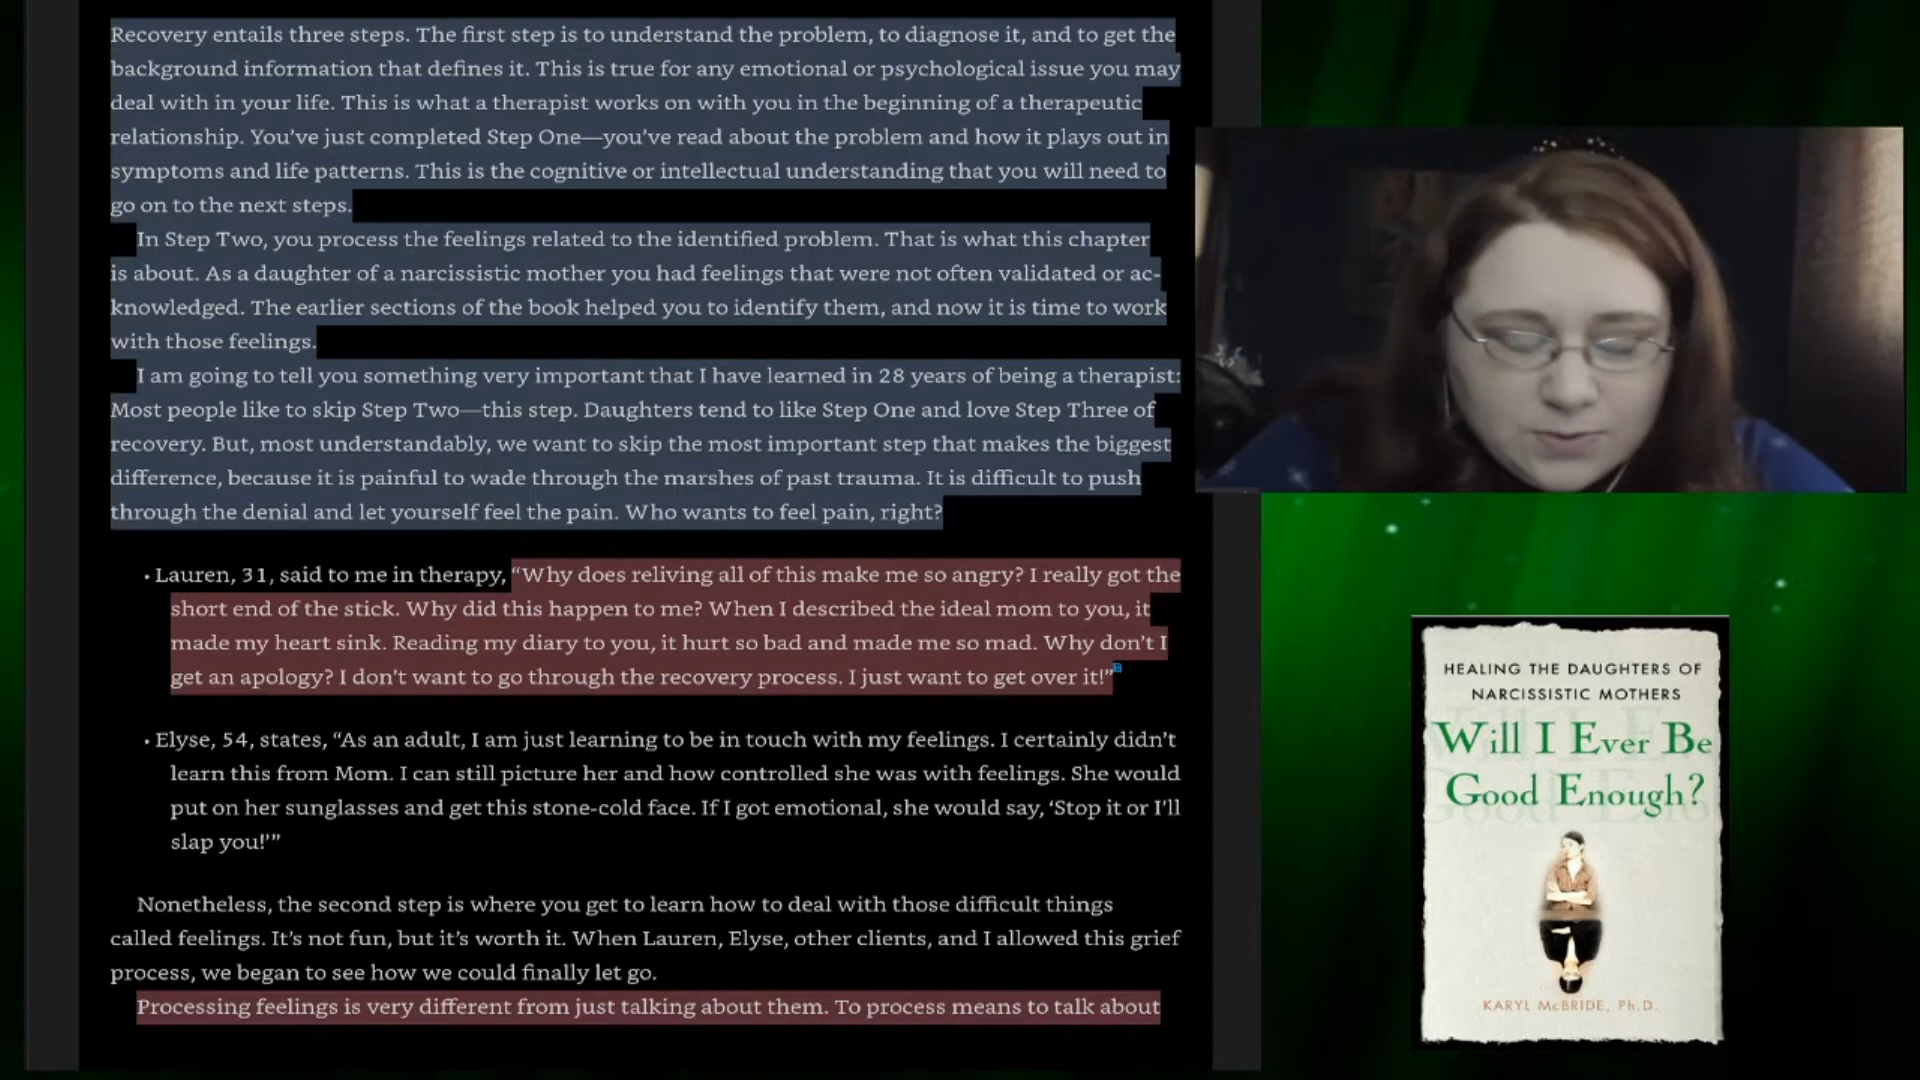 Recovery entails three steps. The first step is to understand the problem, to diagnose it, and to get the
background information that defines it. This is true for any emotional or psychological issue you may
deal with in your life. This is what a therapist works on with you in the beginning of a therapeutic
relationship. You’ve just completed Step One—you’ve read about the problem and how it plays out in
symptoms and life patterns. This is the cognitive or intellectual understanding that you will need to
go on to the next steps.
In Step Two, you process the feelings related to the identified problem. That is what this chapter
is about. As a daughter of a narcissistic mother you had feelings that were not often validated or ac-
knowledged. The earlier sections of the book helped you to identify them, and now it is time to work
with those feelings.
I am going to tell you something very important that I have learned in 28 years of being a therapist:
Most people like to skip Step Two—this step. Daughters tend to like Step One and love Step Three of
recovery. But, most understandably, we want to skip the most important step that makes the biggest
difference, because it is painful to wade through the marshes of past trauma. It is difficult to push
through the denial and let yourself feel the pain. Who wants to feel pain, right?
• Lauren, 31, said to me in therapy, “Why does reliving all of this make me so angry? I really got the
short end of the stick. Why did this happen to me? When I described the ideal mom to you, it
made my heart sink. Reading my diary to you, it hurt so bad and made me so mad. Why don’t I
get an apology? I don’t want to go through the recovery process. I just want to get over it!”
• Elyse, 54, states, “As an adult, I am just learning to be in touch with my feelings. I certainly didn’t
learn this from Mom. I can still picture her and how controlled she was with feelings. She would
put on her sunglasses and get this stone-cold face. If I got emotional, she would say, ‘Stop it or I’ll
slap you!’”
Nonetheless, the second step is where you get to learn how to deal with those difficult things
called feelings. It’s not fun, but it’s worth it. When Lauren, Elyse, other clients, and I allowed this grief
process, we began to see how we could finally let go.
Processing feelings is very different from just talking about them. To process means to talk about
HEALING THE DAUGHTERS OF
NARCISSISTIC MOTHERS
Will I Ever Be
Good Enough?
KARYL McBRIDE, Ph.D.